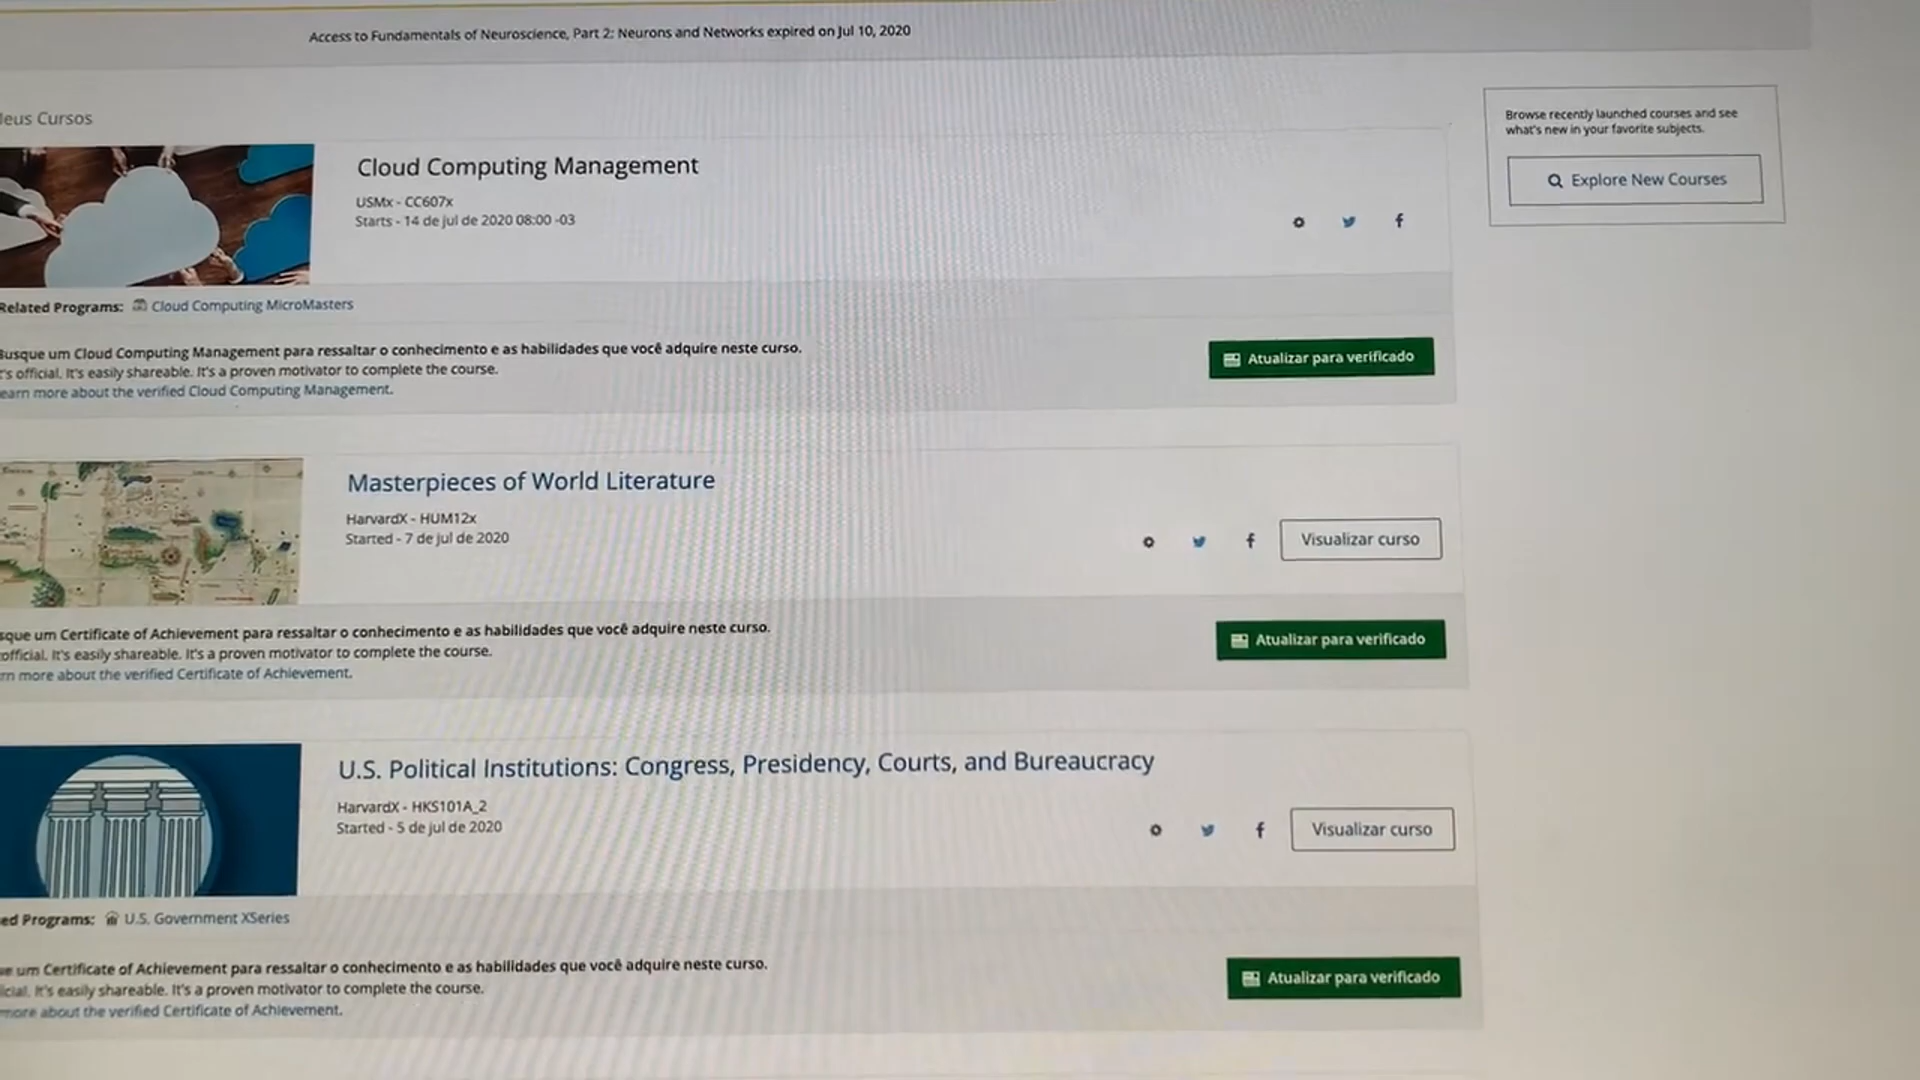 Access to Fundamentals of Neuroscience, Part 2: Neurons and Networks expired on Jul 10, 2020
eus Cursos
Browse recently launched courses and see
what's new in your favorite subjects.
Explore New Courses
Cloud Computing Management
USMx - CC607x
Starts - 14 de jul de 2020 08:00 -03
Related Programs: Cloud Computing MicroMasters
Busque um Cloud Computing Management para ressaltar o conhecimento e as habilidades que você adquire neste curso.
t's official. It's easily shareable. It's a proven motivator to complete the course.
earn more about the verified Cloud Computing Management.
Atualizar para verificado
Masterpieces of World Literature
HarvardX - HUM12x
Started - 7 de jul de 2020
Visualizar curso
sque um Certificate of Achievement para ressaltar o conhecimento e as habilidades que você adquire neste curso.
official. It's easily shareable. It's a proven motivator to complete the course.
rn more about the verified Certificate of Achievement.
Atualizar para verificado
U.S. Political Institutions: Congress, Presidency, Courts, and Bureaucracy
HarvardX - HKS101A_2
Started - 5 de jul de 2020
Visualizar curso
ed Programs: U.S. Government XSeries
ue um Certificate of Achievement para ressaltar o conhecimento e as habilidades que você adquire neste curso.
icial. It's easily shareable. It's a proven motivator to complete the course.
more about the verified Certificate of Achievement.
Atualizar para verificado